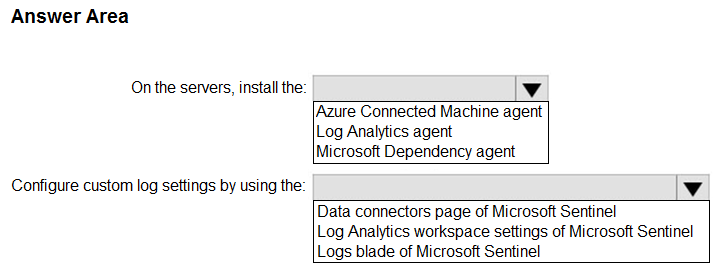 Answer Area
On the servers, install the:
Azure Connected Machine agent
Log Analytics agent
Microsoft Dependency agent
Configure custom log settings by using the:
Data connectors page of Microsoft Sentinel
Log Analytics workspace settings of Microsoft Sentinel
Logs blade of Microsoft Sentinel